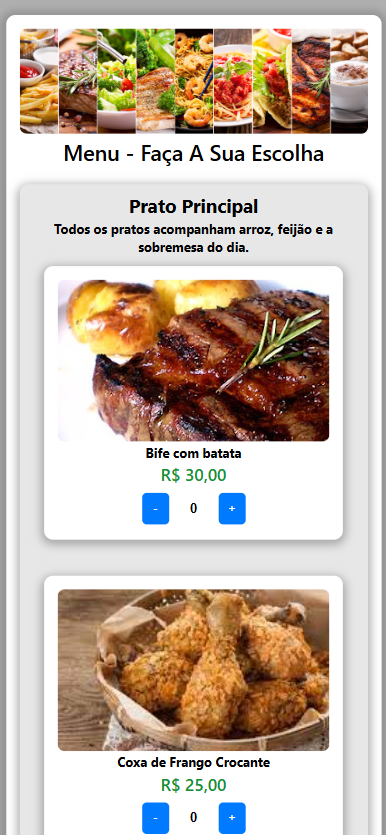 Menu - Faça A Sua Escolha
Prato Principal
Todos os pratos acompanham arroz, feijão e a
sobremesa do dia.
Bife com batata
R$ 30,00
- 0 +
Coxa de Frango Crocante
R$ 25,00
- 0 +